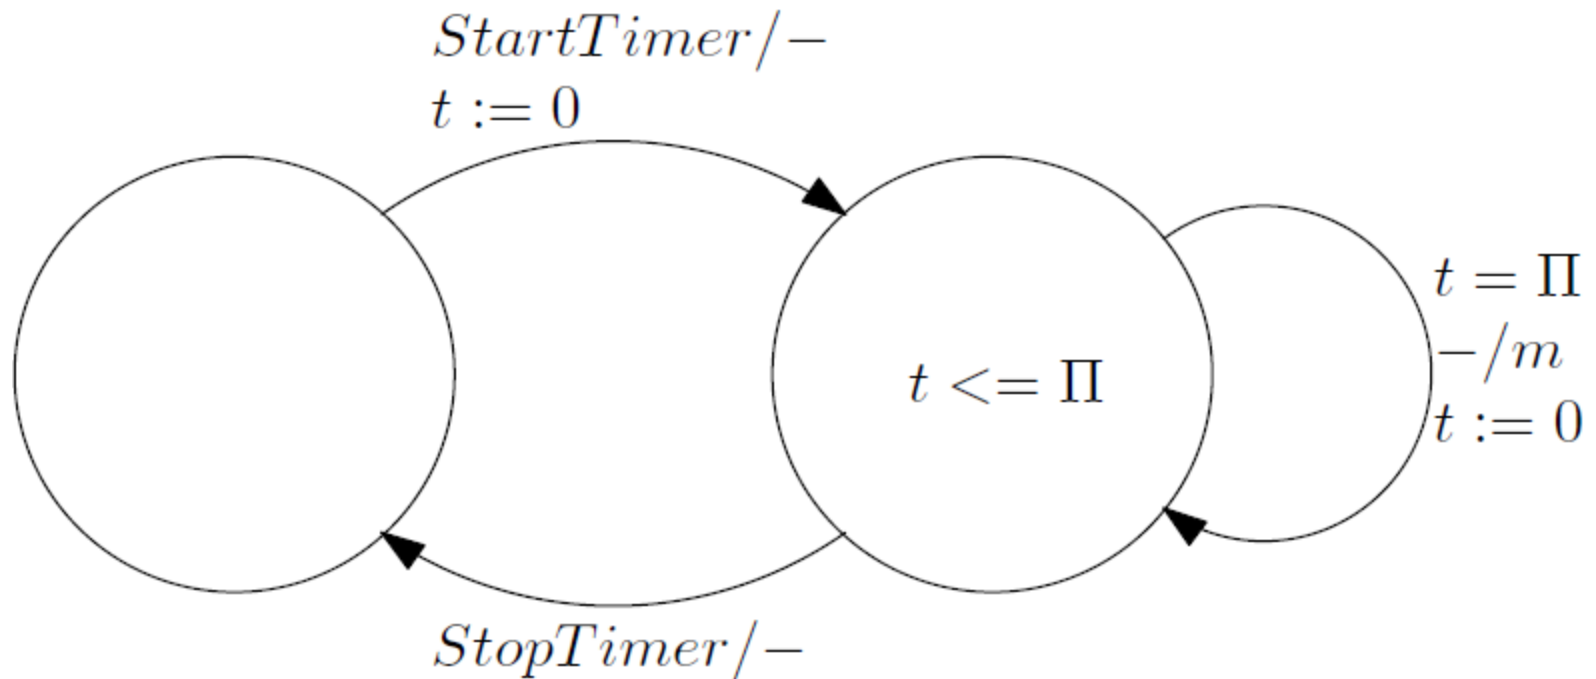 StartTimer/−
t := 0
t <= Π
t = Π
−/m
t := 0
StopTimer/−